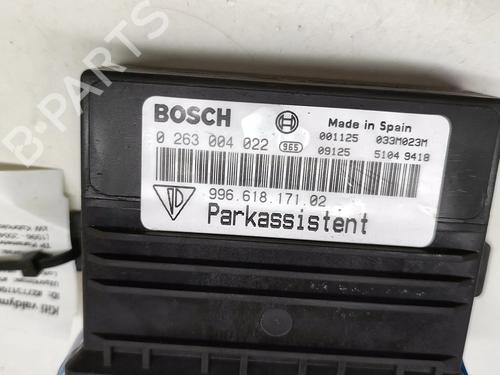 BOSCH
Made in Spain
0 263 004 022
965
001125 033M023M
09125 5104 9418
996.618.171.02
Parkassistent
B-PARTS